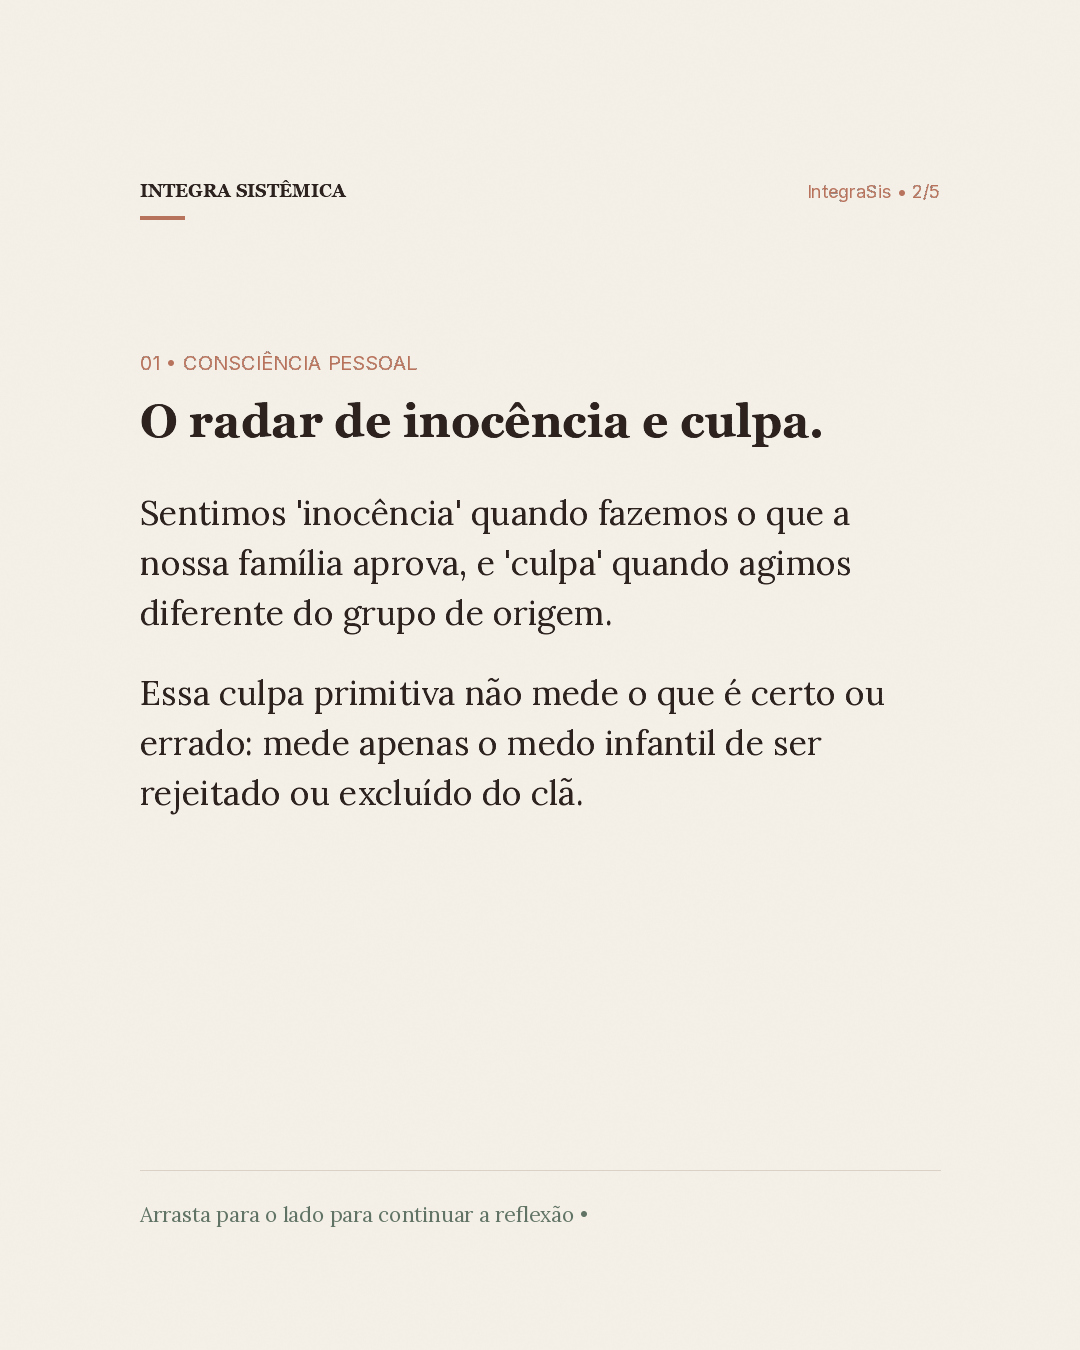 INTEGRA SISTÊMICA
IntegraSis • 2/5
01 • CONSCIÊNCIA PESSOAL
O radar de inocência e culpa.
Sentimos 'inocência' quando fazemos o que a
nossa família aprova, e 'culpa' quando agimos
diferente do grupo de origem.
Essa culpa primitiva não mede o que é certo ou
errado: mede apenas o medo infantil de ser
rejeitado ou excluído do clã.
Arrasta para o lado para continuar a reflexão •